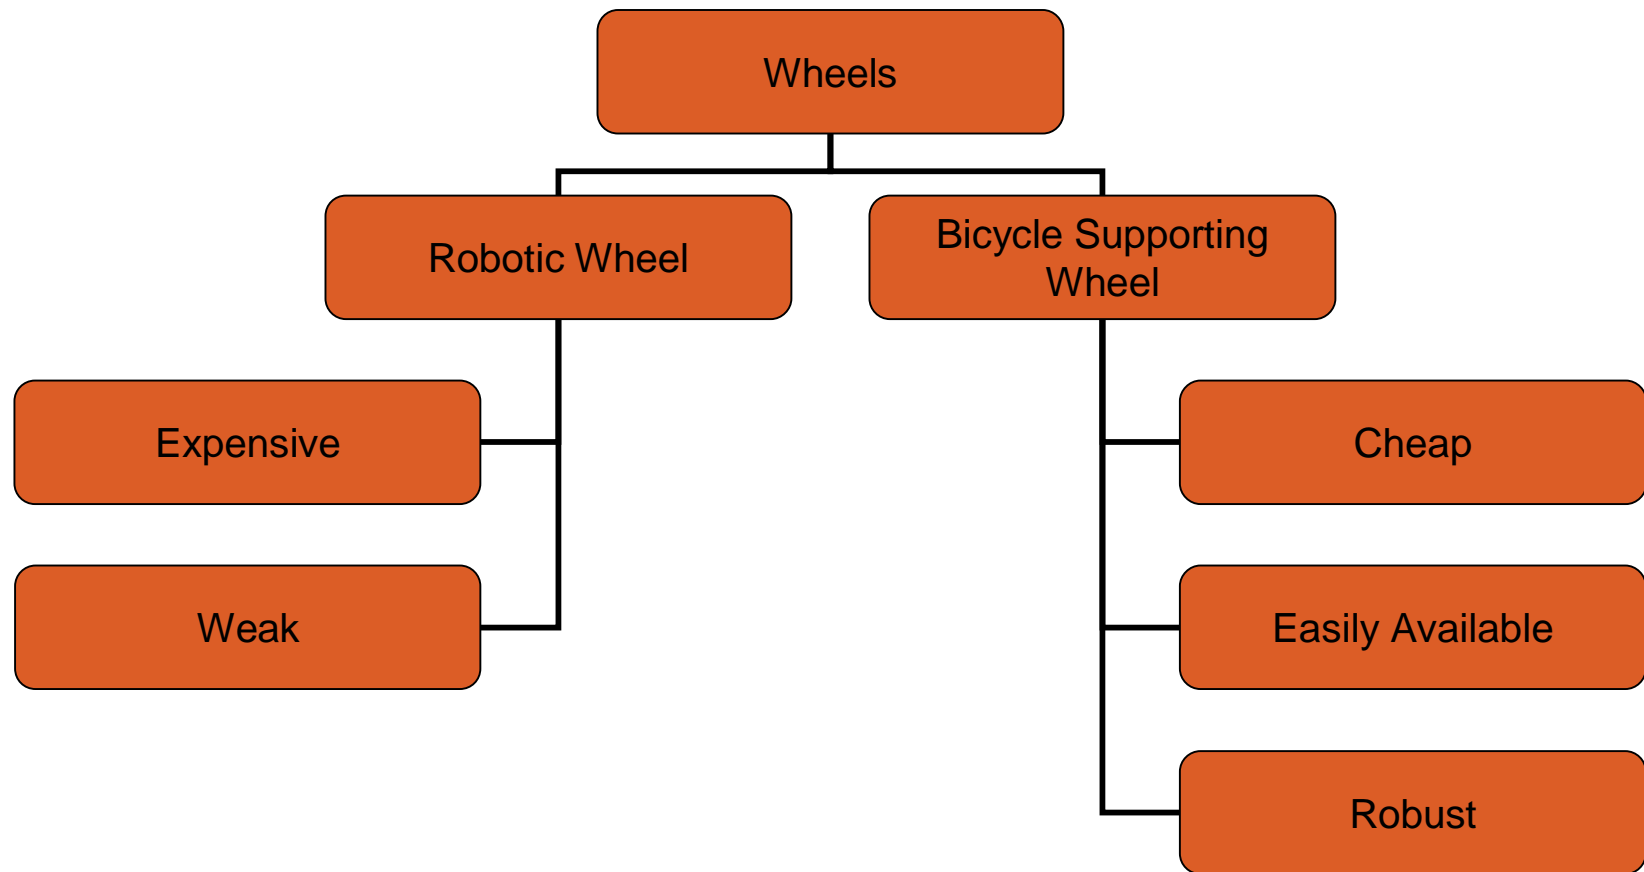 Wheels
Robotic Wheel
Bicycle Supporting
Wheel
Expensive
Cheap
Weak
Easily Available
Robust